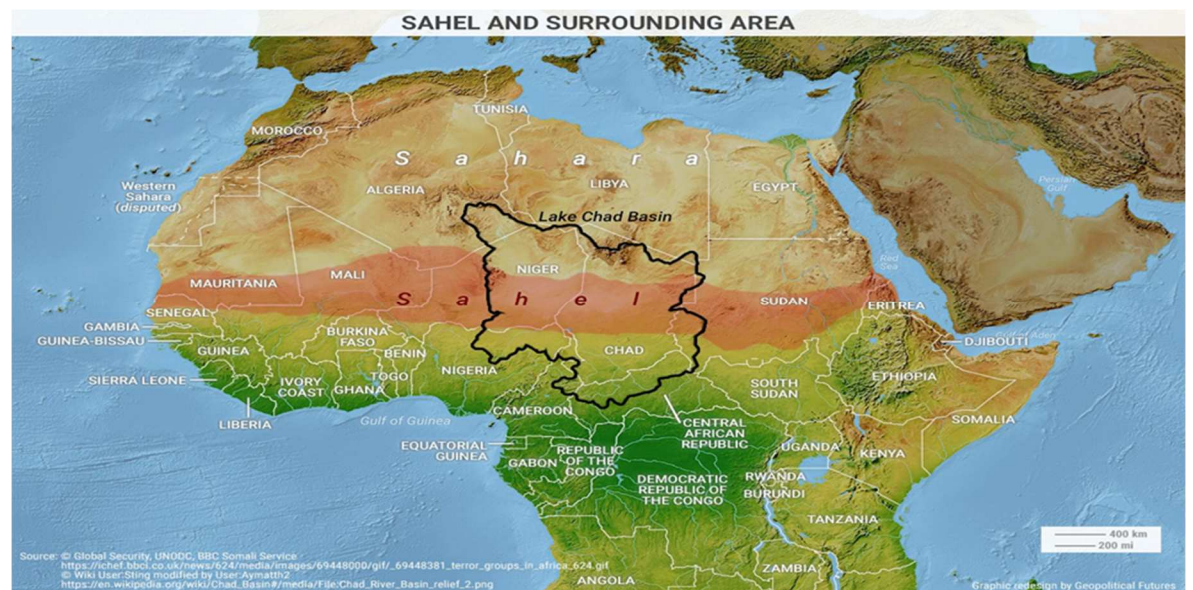 SAHEL AND SURROUNDING AREA
TUNISIA
MOROCCO
Sahara
Western
Sahara
(disputed)
ALGERIA
LIBYA
EGYPT
Persian
Gulf
Lake Chad Basin
Red
Sea
NIGER
MALI
MAURITANIA
Sahel
SUDAN
ERITREA
SENEGAL
GAMBIA
GUINEA-BISSAU
BURKINA
FASO
Gulf of Aden
DJIBOUTI
GUINEA
BENIN
CHAD
NIGERIA
TOGO
ETHIOPIA
SIERRA LEONE
IVORY
COAST
GHANA
SOUTH
SUDAN
LIBERIA
Gulf of Guinea
CAMEROON
SOMALIA
CENTRAL
AFRICAN
REPUBLIC
EQUATORIAL
GUINEA
GABON
REPUBLIC
OF THE
CONGO
UGANDA
KENYA
DEMOCRATIC
REPUBLIC OF
THE CONGO
RWANDA
BURUNDI
TANZANIA
400 km
200 mi
ZAMBIA
ANGOLA
Source: © Global Security, UNODC, BBC Somali Service
https://ichef.bbci.co.uk/news/624/media/images/69448000/gif/_69448381_terror_groups_in_africa_624.gif
© Wiki User:Sting modified by User:Aymatth2
https://en.wikipedia.org/wiki/Chad_Basin#/media/File:Chad_River_Basin_relief_2.png
Graphic redesign by Geopolitical Futures